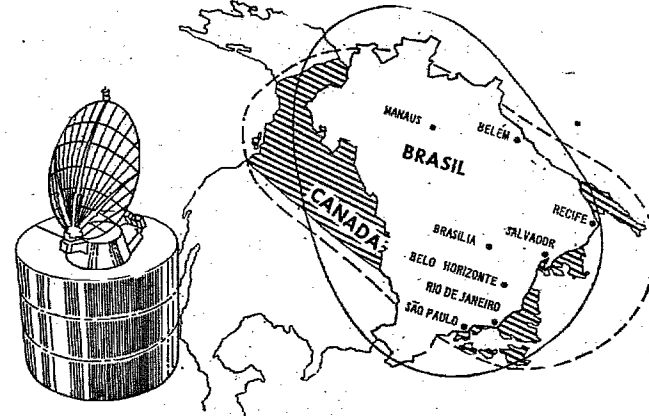 MANAUS
BELÉM
BRASIL
CANADA
RECIFE
BRASILIA
SALVADOR
BELO HORIZONTE
RIO DE JANEIRO
SÃO PAULO